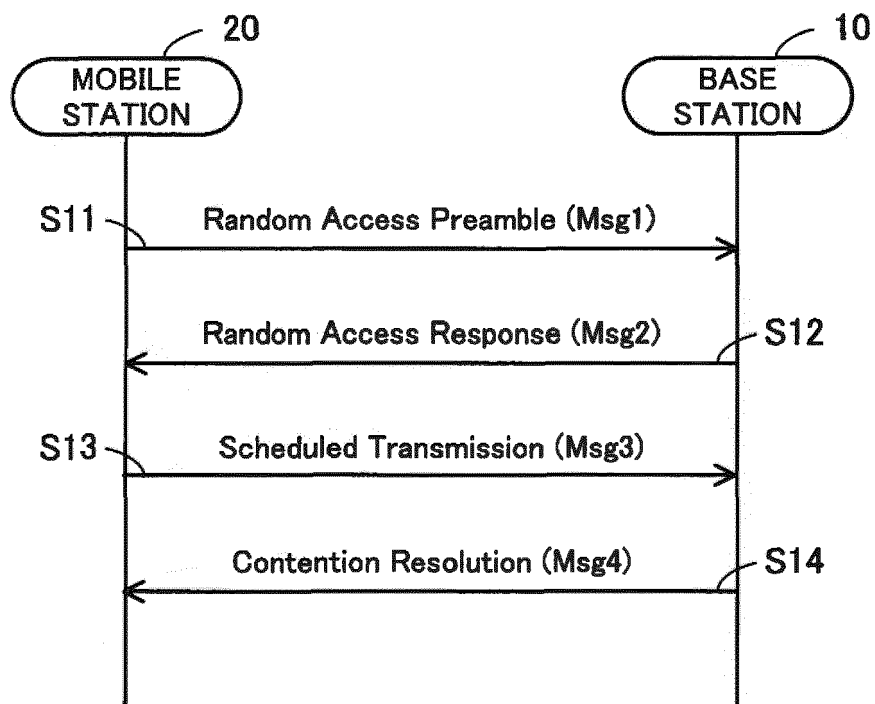 20
10
MOBILE
STATION
BASE
STATION
S11
Random Access Preamble (Msg1)
Random Access Response (Msg2)
S12
S13
Scheduled Transmission (Msg3)
Contention Resolution (Msg4)
S14